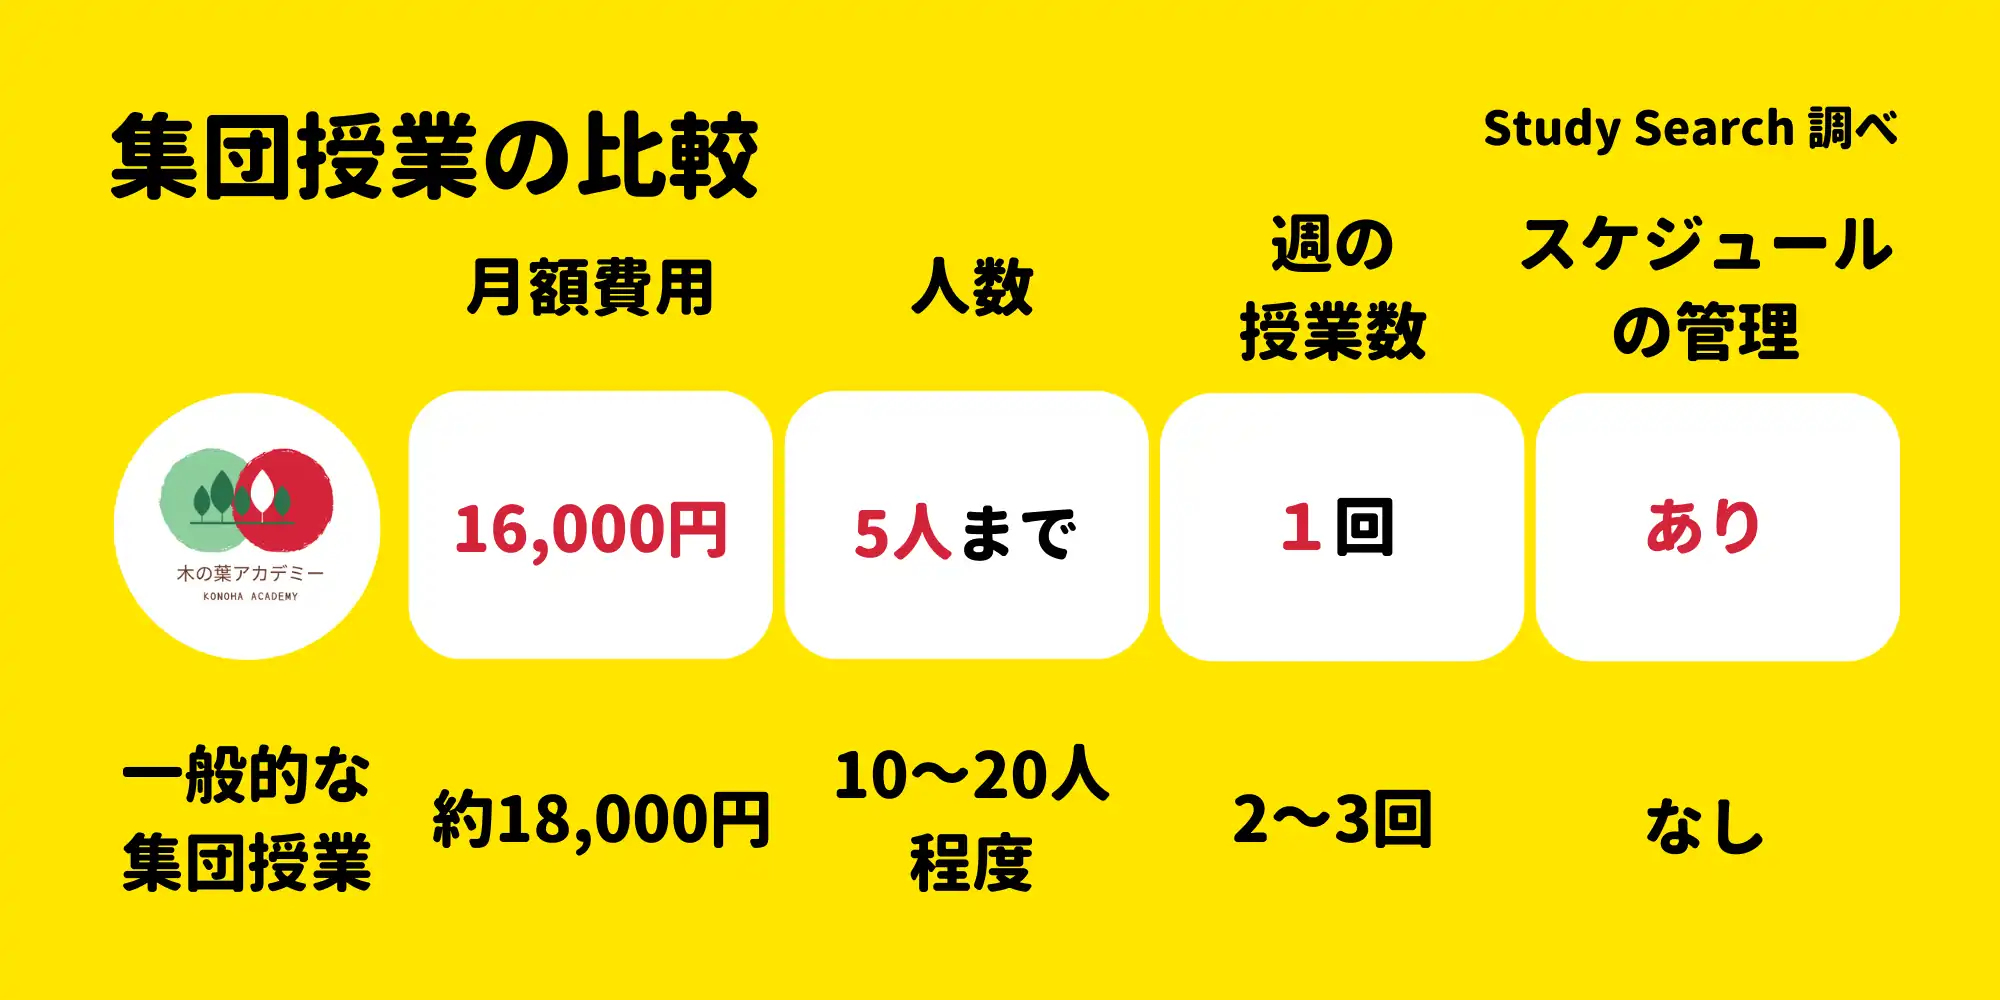 集団授業の比較
Study Search 調べ
月額費用
人数
週の
授業数
スケジュール
の管理
木の葉アカデミー
KONOHA ACADEMY
16,000円
5人まで
1回
あり
一般的な
集団授業
約18,000円
10〜20人
程度
2〜3回
なし